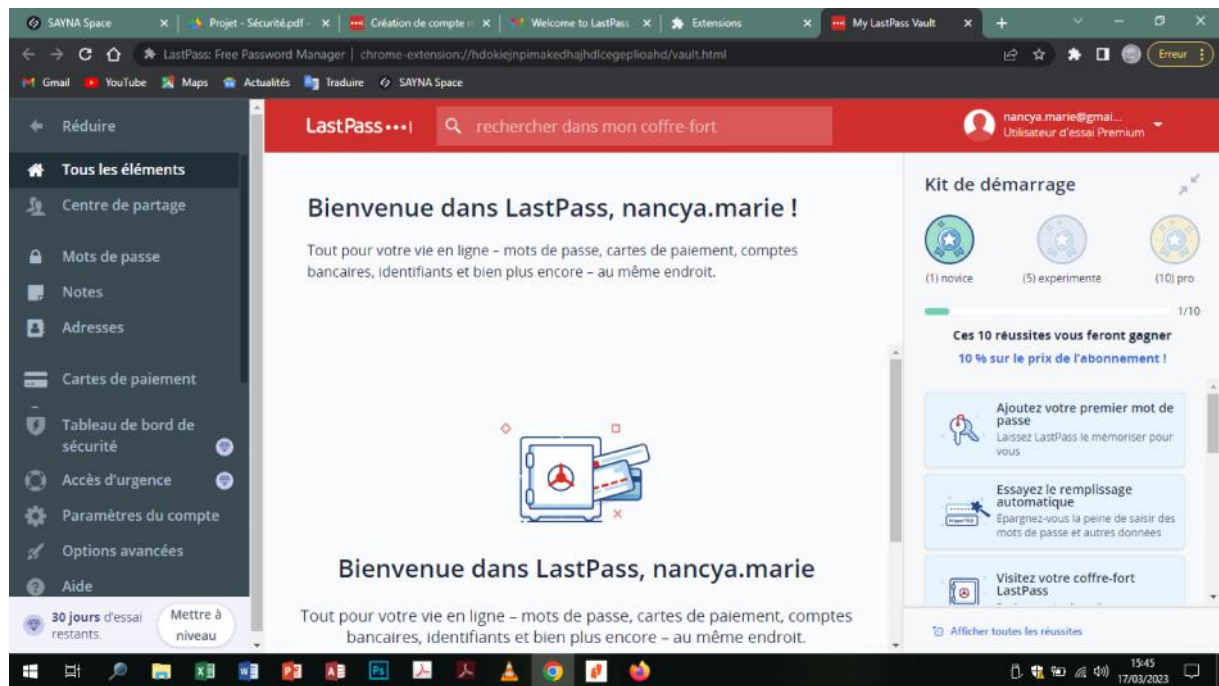 SAYNA Space
Projet - Sécurité.pdf
Création de compte
Welcome to LastPass
Extensions
My LastPass Vault
LastPass: Free Password Manager | chrome-extension://hdokiejnpimakedhajhdlcegeplioahd/vault.html
Erreur
Gmail YouTube Maps Actualités Traduire SAYNA Space
Réduire
Tous les éléments
Centre de partage
Mots de passe
Notes
Adresses
Cartes de paiement
Tableau de bord de
sécurité
Accès d'urgence
Paramètres du compte
Options avancées
Aide
30 jours d'essai
restants.
Mettre à
niveau
LastPass
rechercher dans mon coffre-fort
nancya.marie@gmai...
Utilisateur d'essai Premium
Bienvenue dans LastPass, nancya.marie !
Tout pour votre vie en ligne – mots de passe, cartes de paiement, comptes
bancaires, identifiants et bien plus encore – au même endroit.
Bienvenue dans LastPass, nancya.marie
Tout pour votre vie en ligne – mots de passe, cartes de paiement, comptes
bancaires, identifiants et bien plus encore – au même endroit.
Kit de démarrage
(1) novice
(5) experimente
(10) pro
1/10
Ces 10 réussites vous feront gagner
10 % sur le prix de l'abonnement !
Ajoutez votre premier mot de
passe
Laissez LastPass le mémoriser pour
vous
Essayez le remplissage
automatique
Épargnez-vous la peine de saisir des
mots de passe et autres données
Visitez votre coffre-fort
LastPass
Afficher toutes les réussites
15:45
17/03/2023